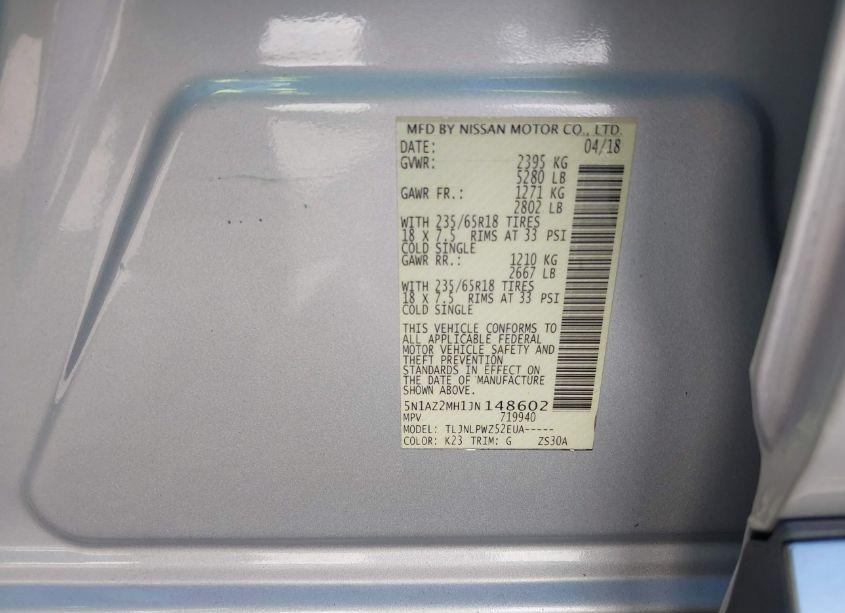 MFD BY NISSAN MOTOR CO., LTD.
DATE: 04/18
GVWR: 2395 KG
5280 LB
GAWR FR.: 1271 KG
2802 LB
WITH 235/65R18 TIRES
18 X 7.5 RIMS AT 33 PSI
COLD SINGLE
GAWR RR.: 1210 KG
2667 LB
WITH 235/65R18 TIRES
18 X 7.5 RIMS AT 33 PSI
COLD SINGLE
THIS VEHICLE CONFORMS TO
ALL APPLICABLE FEDERAL
MOTOR VEHICLE SAFETY AND
THEFT PREVENTION
STANDARDS IN EFFECT ON
THE DATE OF MANUFACTURE
SHOWN ABOVE.
5N1AZ2MH1JN148602
MPV 719940
MODEL: TLJNLPWZ52EUA-----
COLOR: K23 TRIM: G ZS30A